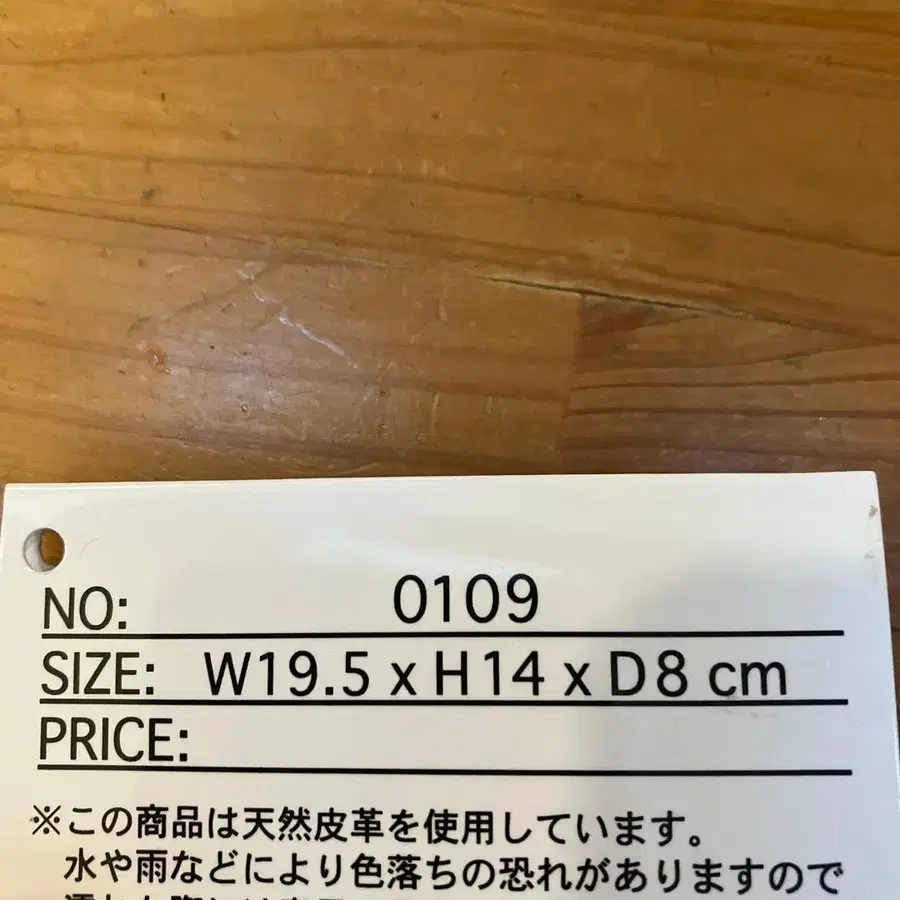 NO: 0109
SIZE: W19.5 x H14 x D8 cm
PRICE:
※この商品は天然皮革を使用しています。
水や雨などにより色落ちの恐れがありますので